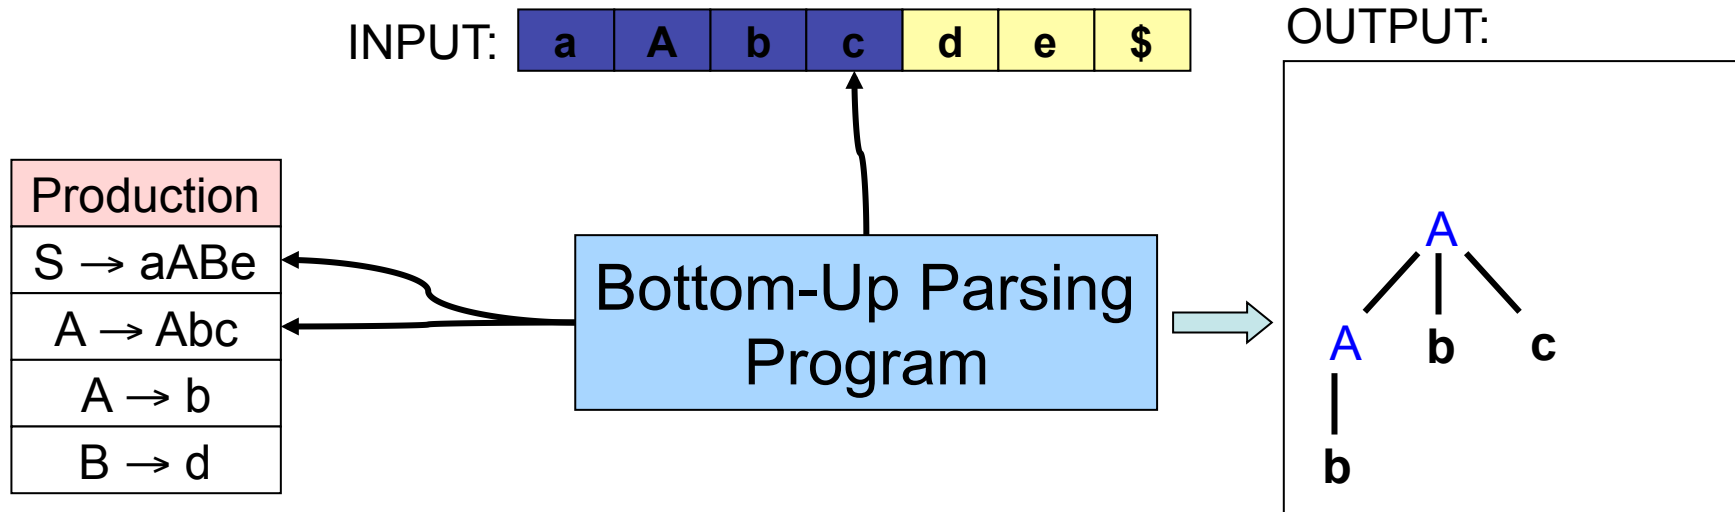 INPUT: a A b c d e $
OUTPUT:
Production
S → aABe
A → Abc
A → b
B → d
Bottom-Up Parsing
Program
A
A b c
b